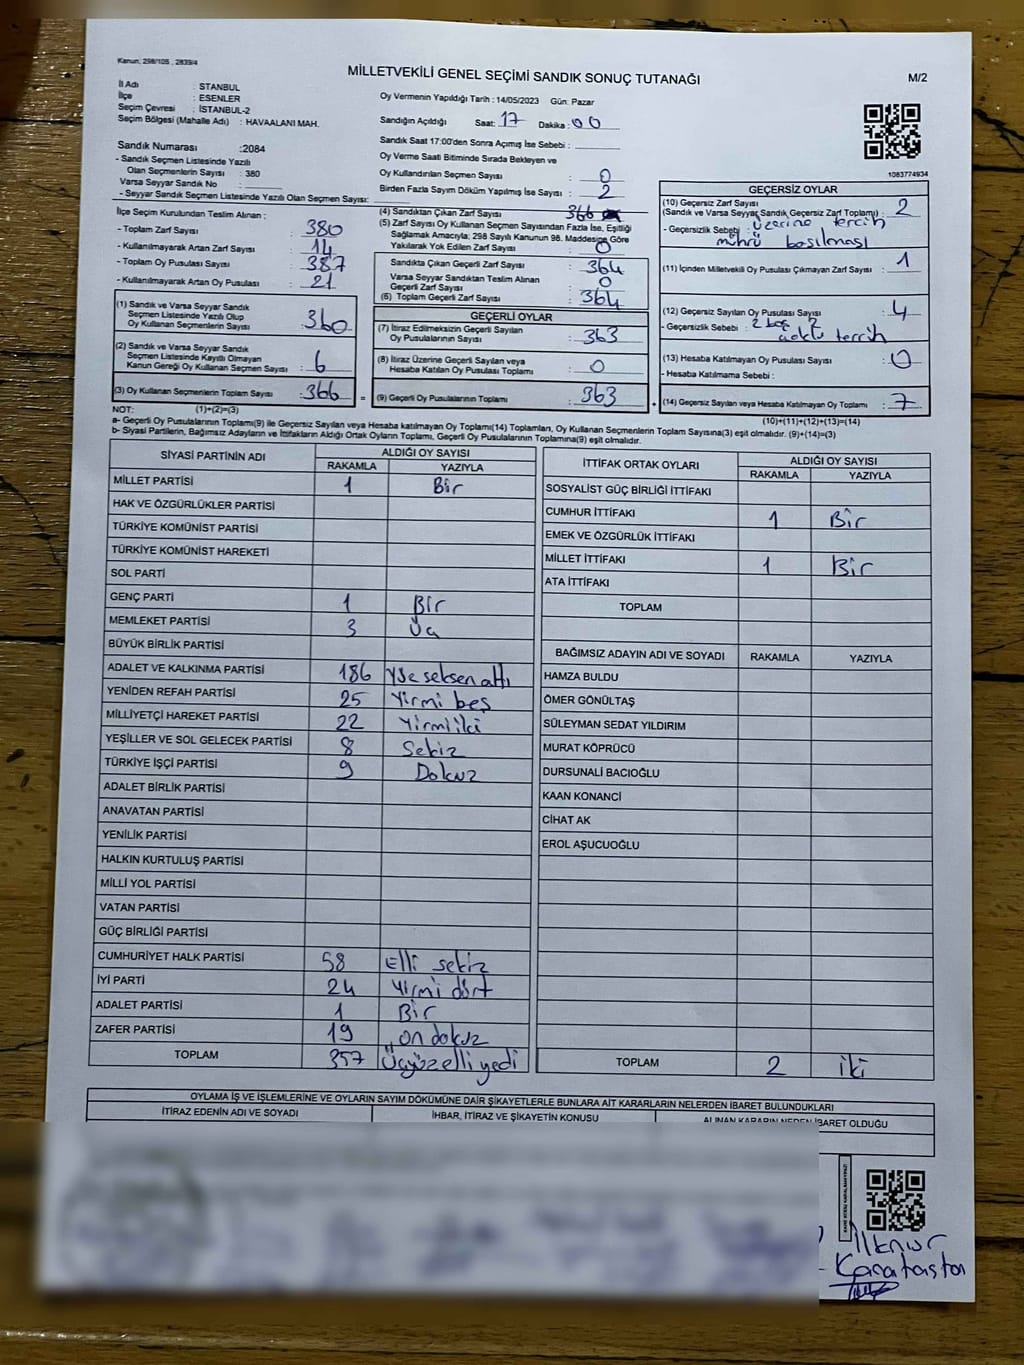 Kanun; 298/105 , 2839/4
MİLLETVEKİLİ GENEL SEÇİMİ SANDIK SONUÇ TUTANAĞI
M/2
İl Adı : STANBUL
İlçe : ESENLER
Seçim Çevresi : İSTANBUL-2
Seçim Bölgesi (Mahalle Adı) : HAVAALANI MAH.
Oy Vermenin Yapıldığı Tarih : 14/05/2023 Gün: Pazar
Sandığın Açıldığı Saat: 17 Dakika : 00
Sandık Saat 17:00'den Sonra Açımış İse Sebebi :
Oy Verme Saati Bitiminde Sırada Bekleyen ve
Oy Kullandırılan Seçmen Sayısı : 0
Birden Fazla Sayım Döküm Yapılmış İse Sayısı : 2
1083774934
Sandık Numarası :2084
- Sandık Seçmen Listesinde Yazılı
Olan Seçmenlerin Sayısı : 380
Varsa Seyyar Sandık No :
- Seyyar Sandık Seçmen Listesinde Yazılı Olan Seçmen Sayısı:
İlçe Seçim Kurulundan Teslim Alınan ;
- Toplam Zarf Sayısı : 380
- Kullanılmayarak Artan Zarf Sayısı : 14
- Toplam Oy Pusulası Sayısı : 387
- Kullanılmayarak Artan Oy Pusulası : 21
(1) Sandık ve Varsa Seyyar Sandık
Seçmen Listesinde Yazılı Olup
Oy Kullanan Seçmenlerin Sayısı : 360
(2) Sandık ve Varsa Seyyar Sandık
Seçmen Listesinde Kayıtlı Olmayan
Kanun Gereği Oy Kullanan Seçmen Sayısı : 6
(3) Oy Kullanan Seçmenlerin Toplam Sayısı : 366
(4) Sandıktan Çıkan Zarf Sayısı : 366
(5) Zarf Sayısı Oy Kullanan Seçmen Sayısından Fazla İse, Eşitliği
Sağlamak Amacıyla; 298 Sayılı Kanunun 98. Maddesine Göre
Yakılarak Yok Edilen Zarf Sayısı : 0
Sandıkta Çıkan Geçerli Zarf Sayısı : 364
Varsa Seyyar Sandıktan Teslim Alınan
Geçerli Zarf Sayısı : 0
(6) Toplam Geçerli Zarf Sayısı : 364
GEÇERLİ OYLAR
(7) İtiraz Edilmeksizin Geçerli Sayılan
Oy Pusulalarının Sayısı : 363
(8) İtiraz Üzerine Geçerli Sayılan veya
Hesaba Katılan Oy Pusulası Toplamı : 0
= (9) Geçerli Oy Pusulalarının Toplamı : 363
GEÇERSİZ OYLAR
(10) Geçersiz Zarf Sayısı
(Sandık ve Varsa Seyyar Sandık Geçersiz Zarf Toplamı) : 2
- Geçersizlik Sebebi : üzerine tercih
mührü basılması
(11) İçinden Milletvekili Oy Pusulası Çıkmayan Zarf Sayısı : 1
(12) Geçersiz Sayılan Oy Pusulası Sayısı : 4
- Geçersizlik Sebebi : 2 boş 2
çoklu tercih
(13) Hesaba Katılmayan Oy Pusulası Sayısı : 0
- Hesaba Katılmama Sebebi :
+ (14) Geçersiz Sayılan veya Hesaba Katılmayan Oy Toplamı : 7
NOT: (1)+(2)=(3)
(10)+(11)+(12)+(13)=(14)
a- Geçerli Oy Pusulalarının Toplamı(9) ile Geçersiz Sayılan veya Hesaba katılmayan Oy Toplamı(14) Toplamları, Oy Kullanan Seçmenlerin Toplam Sayısına(3) eşit olmalıdır. (9)+(14)=(3)
b- Siyasi Partilerin, Bağımsız Adayların ve İttifakların Aldığı Ortak Oyların Toplamı, Geçerli Oy Pusulalarının Toplamına(9) eşit olmalıdır.
SİYASİ PARTİNİN ADI ALDIĞI OY SAYISI
RAKAMLA YAZIYLA
MİLLET PARTİSİ 1 Bir
HAK VE ÖZGÜRLÜKLER PARTİSİ
TÜRKİYE KOMÜNİST PARTİSİ
TÜRKİYE KOMÜNİST HAREKETİ
SOL PARTİ
GENÇ PARTİ 1 Bir
MEMLEKET PARTİSİ 3 Üç
BÜYÜK BİRLİK PARTİSİ
ADALET VE KALKINMA PARTİSİ 186 Yüzseksenaltı
YENİDEN REFAH PARTİSİ 25 Yirmi beş
MİLLİYETÇİ HAREKET PARTİSİ 22 Yirmiiki
YEŞİLLER VE SOL GELECEK PARTİSİ 8 Sekiz
TÜRKİYE İŞÇİ PARTİSİ 9 Dokuz
ADALET BİRLİK PARTİSİ
ANAVATAN PARTİSİ
YENİLİK PARTİSİ
HALKIN KURTULUŞ PARTİSİ
MİLLİ YOL PARTİSİ
VATAN PARTİSİ
GÜÇ BİRLİĞİ PARTİSİ
CUMHURİYET HALK PARTİSİ 58 Elli sekiz
İYİ PARTİ 24 Yirmi dört
ADALET PARTİSİ 1 Bir
ZAFER PARTİSİ 19 on dokuz
TOPLAM 357 Üçyüzelliyedi
İTTİFAK ORTAK OYLARI ALDIĞI OY SAYISI
RAKAMLA YAZIYLA
SOSYALİST GÜÇ BİRLİĞİ İTTİFAKI
CUMHUR İTTİFAKI 1 Bir
EMEK VE ÖZGÜRLÜK İTTİFAKI
MİLLET İTTİFAKI 1 Bir
ATA İTTİFAKI
TOPLAM
BAĞIMSIZ ADAYIN ADI VE SOYADI RAKAMLA YAZIYLA
HAMZA BULDU
ÖMER GÖNÜLTAŞ
SÜLEYMAN SEDAT YILDIRIM
MURAT KÖPRÜCÜ
DURSUNALİ BACIOĞLU
KAAN KONANCİ
CİHAT AK
EROL AŞUCUOĞLU
TOPLAM 2 iki
OYLAMA İŞ VE İŞLEMLERİNE VE OYLARIN SAYIM DÖKÜMÜNE DAİR ŞİKAYETLERLE BUNLARA AİT KARARLARIN NELERDEN İBARET BULUNDUKLARI
İTİRAZ EDENİN ADI VE SOYADI İHBAR, İTİRAZ VE ŞİKAYETİN KONUSU ALINAN KARARIN NEDEN İBARET OLDUĞU
İlknur
Karatastan